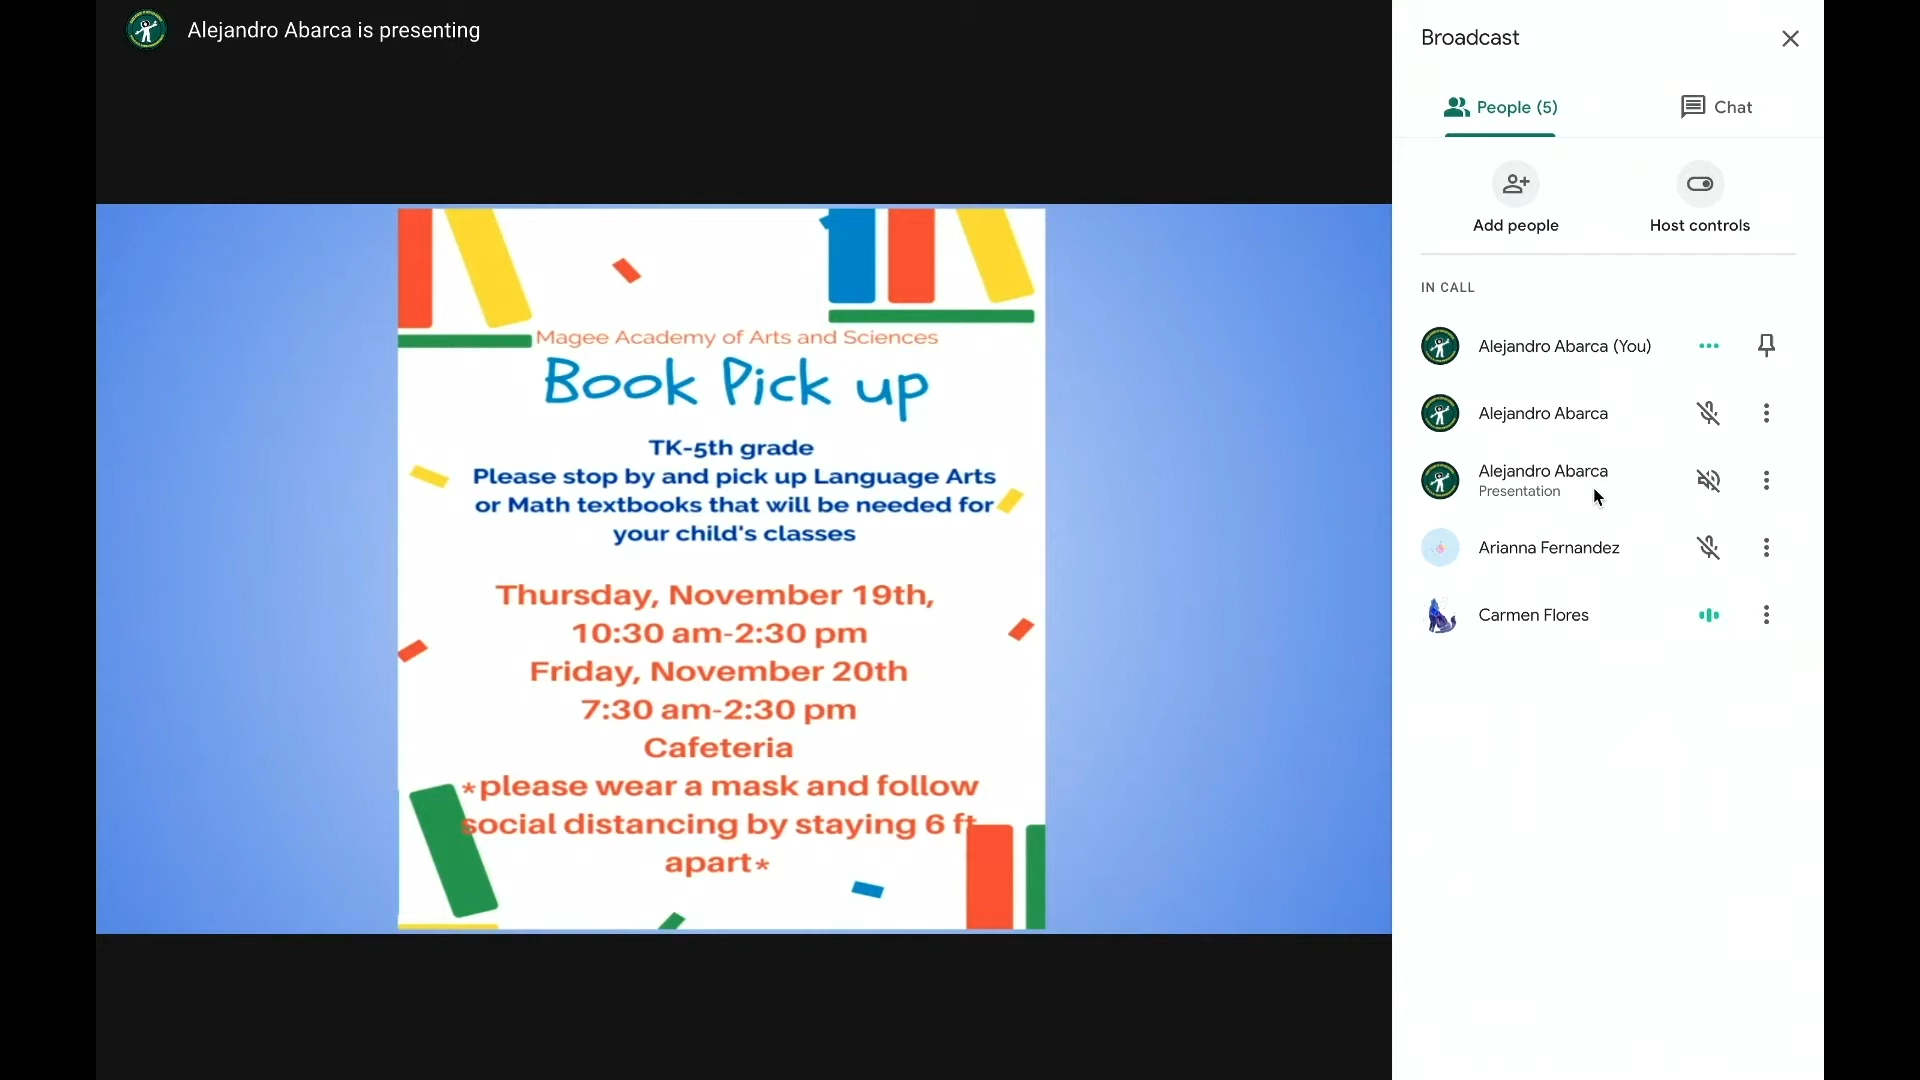 Alejandro Abarca is presenting
Magee Academy of Arts and Sciences
Book Pick up
TK-5th grade
Please stop by and pick up Language Arts
or Math textbooks that will be needed for
your child's classes
Thursday, November 19th,
10:30 am-2:30 pm
Friday, November 20th
7:30 am-2:30 pm
Cafeteria
*please wear a mask and follow
social distancing by staying 6 ft
apart*
Broadcast
People (5)
Chat
Add people
Host controls
IN CALL
Alejandro Abarca (You)
Alejandro Abarca
Alejandro Abarca
Presentation
Arianna Fernandez
Carmen Flores